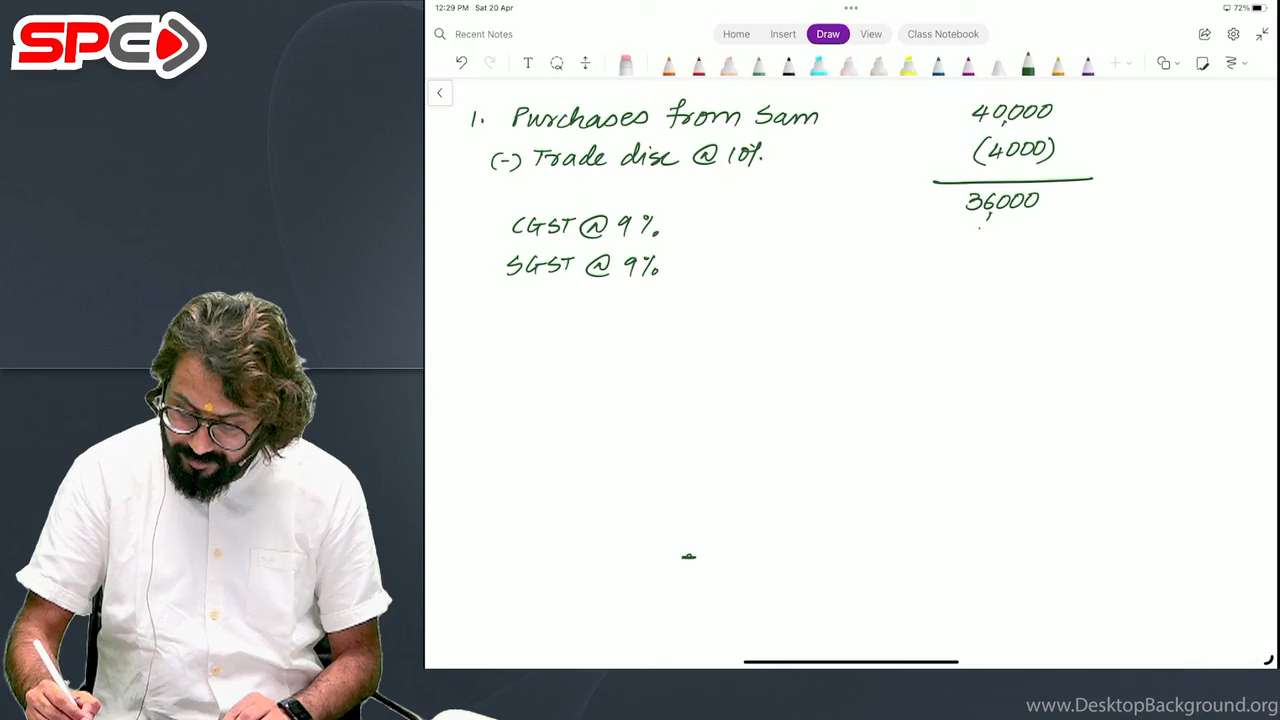 SPE
12:29 PM Sat 20 Apr
72%
Recent Notes
Home Insert Draw View Class Notebook
1. Purchases from Sam 40,000
(-) Trade disc @ 10%. (4000)
36,000
CGST @ 9%
SGST @ 9%
www.DesktopBackground.org